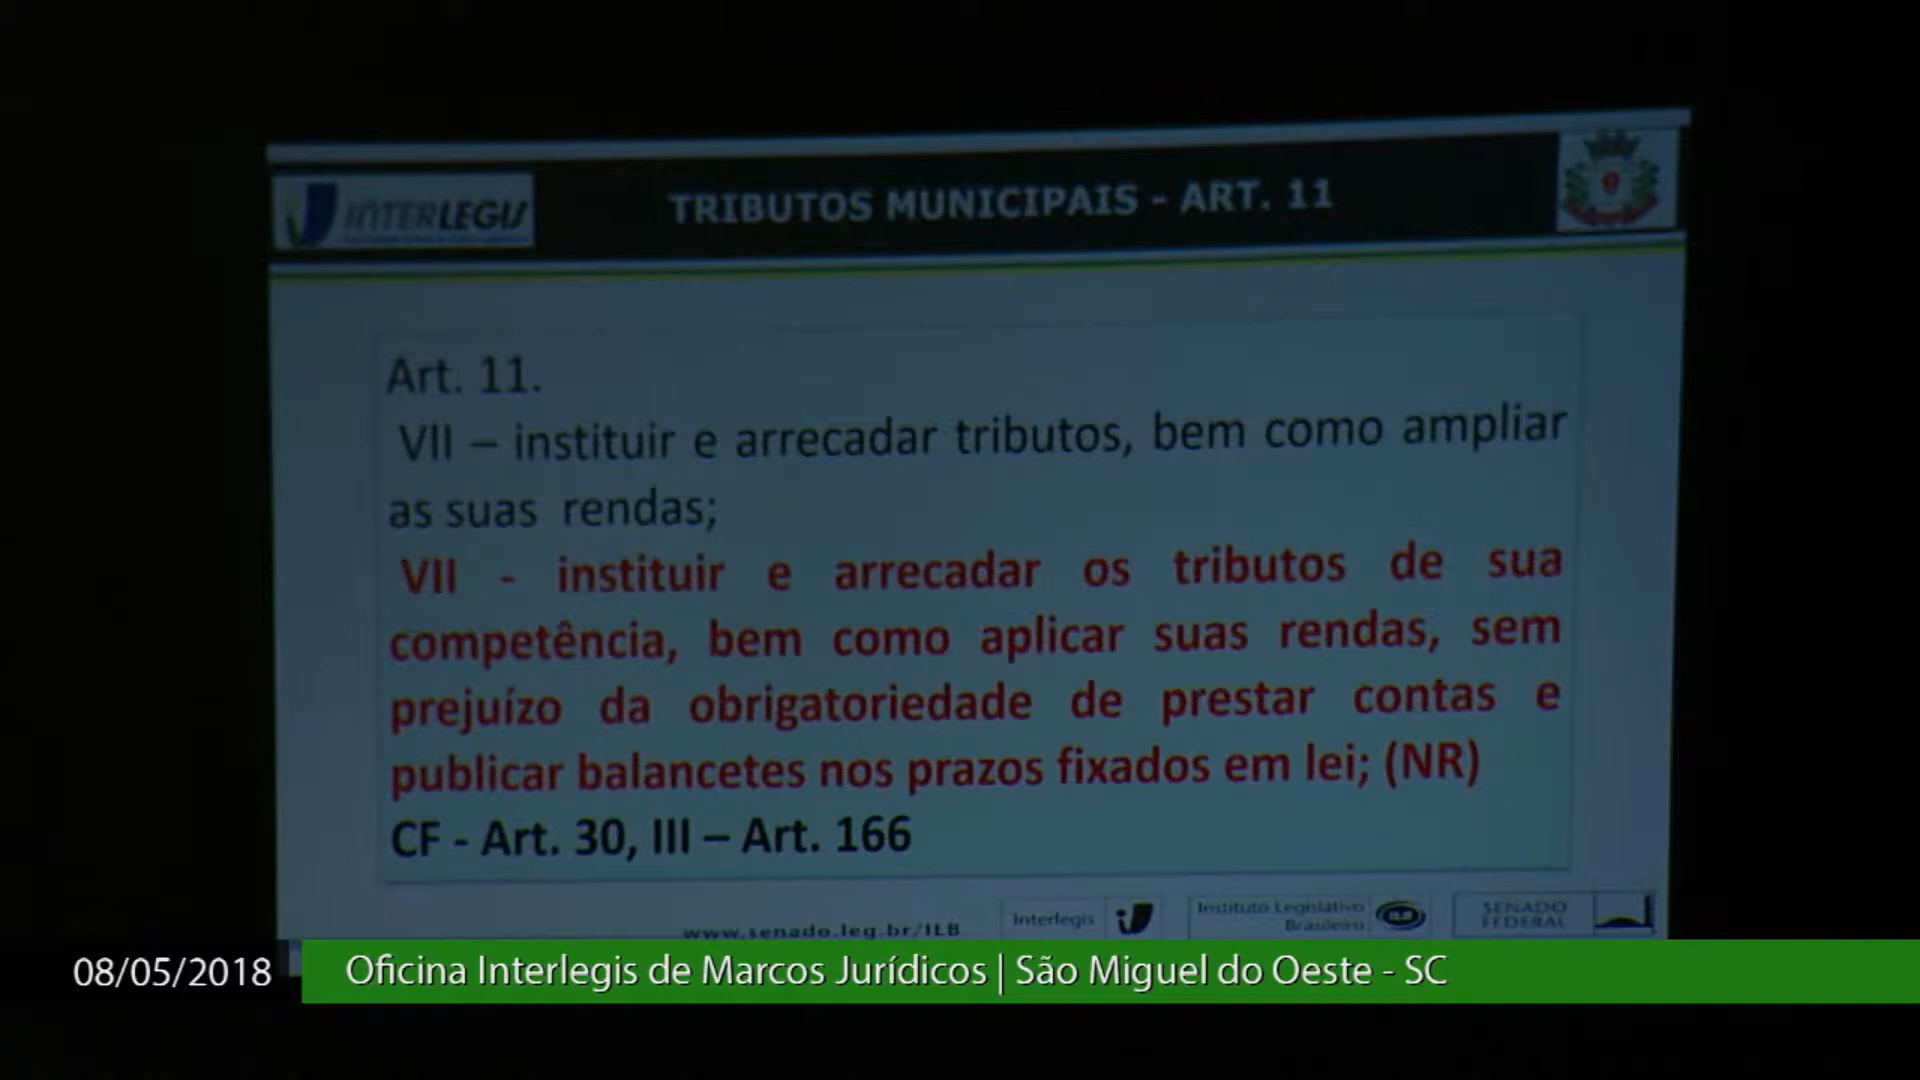 INTERLEGIS
TRIBUTOS MUNICIPAIS - ART. 11
Art. 11.
VII – instituir e arrecadar tributos, bem como ampliar
as suas rendas;
VII - instituir e arrecadar os tributos de sua
competência, bem como aplicar suas rendas, sem
prejuízo da obrigatoriedade de prestar contas e
publicar balancetes nos prazos fixados em lei; (NR)
CF - Art. 30, III – Art. 166
www.senado.leg.br/ILB
Interlegis
Instituto Legislativo
Brasileiro
SENADO
FEDERAL
08/05/2018
Oficina Interlegis de Marcos Jurídicos | São Miguel do Oeste - SC